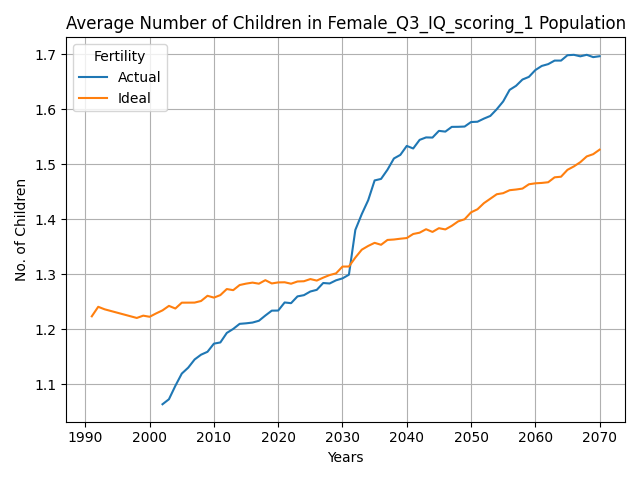 Average Number of Children in Female_Q3_IQ_scoring_1 Population
Fertility
Actual
Ideal
No. of Children
1.7
1.6
1.5
1.4
1.3
1.2
1.1
1990 2000 2010 2020 2030 2040 2050 2060 2070
Years